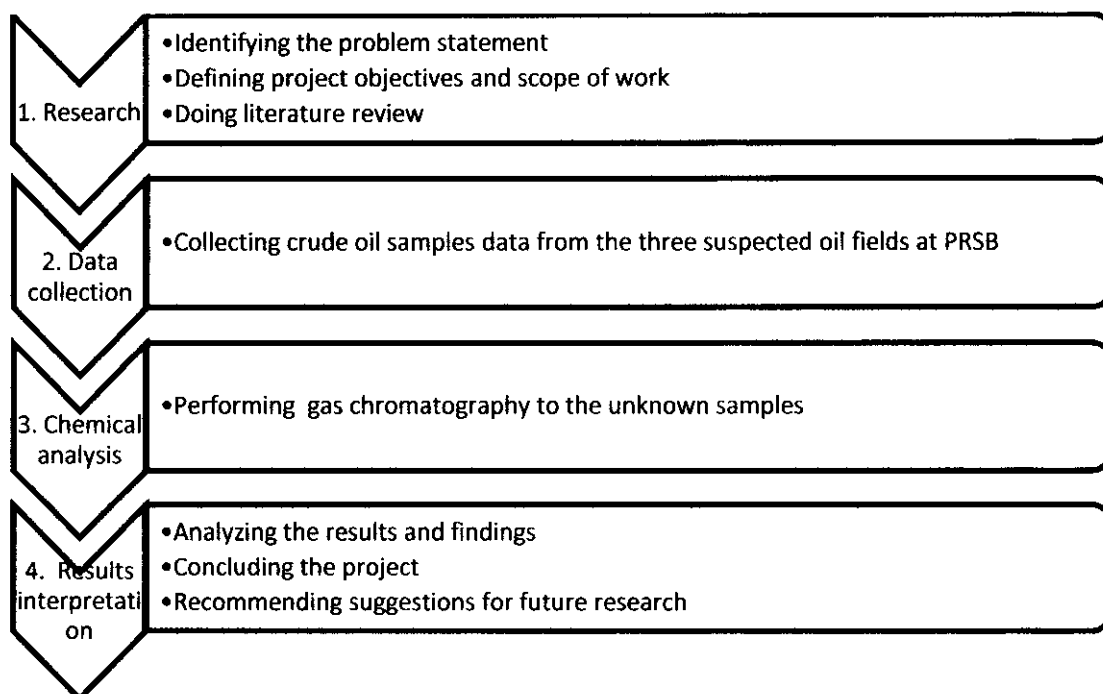 1. Research
•Identifying the problem statement
•Defining project objectives and scope of work
•Doing literature review
2. Data
collection
•Collecting crude oil samples data from the three suspected oil fields at PRSB
3. Chemical
analysis
•Performing gas chromatography to the unknown samples
4. Results
interpretati
on
•Analyzing the results and findings
•Concluding the project
•Recommending suggestions for future research